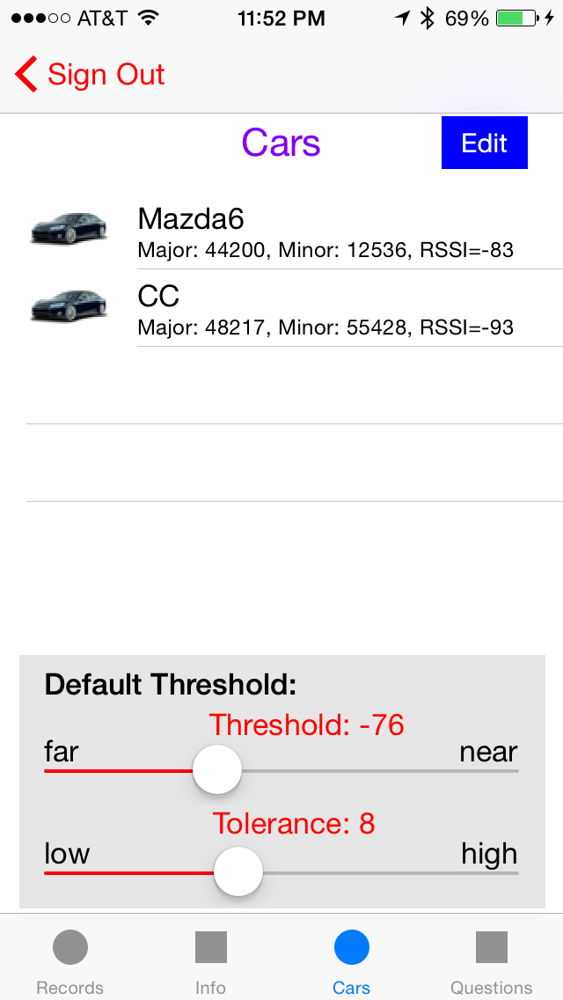 AT&T 11:52 PM 69%
Sign Out
Cars Edit
Mazda6
Major: 44200, Minor: 12536, RSSI=-83
CC
Major: 48217, Minor: 55428, RSSI=-93
Default Threshold:
Threshold: -76
far near
Tolerance: 8
low high
Records Info Cars Questions